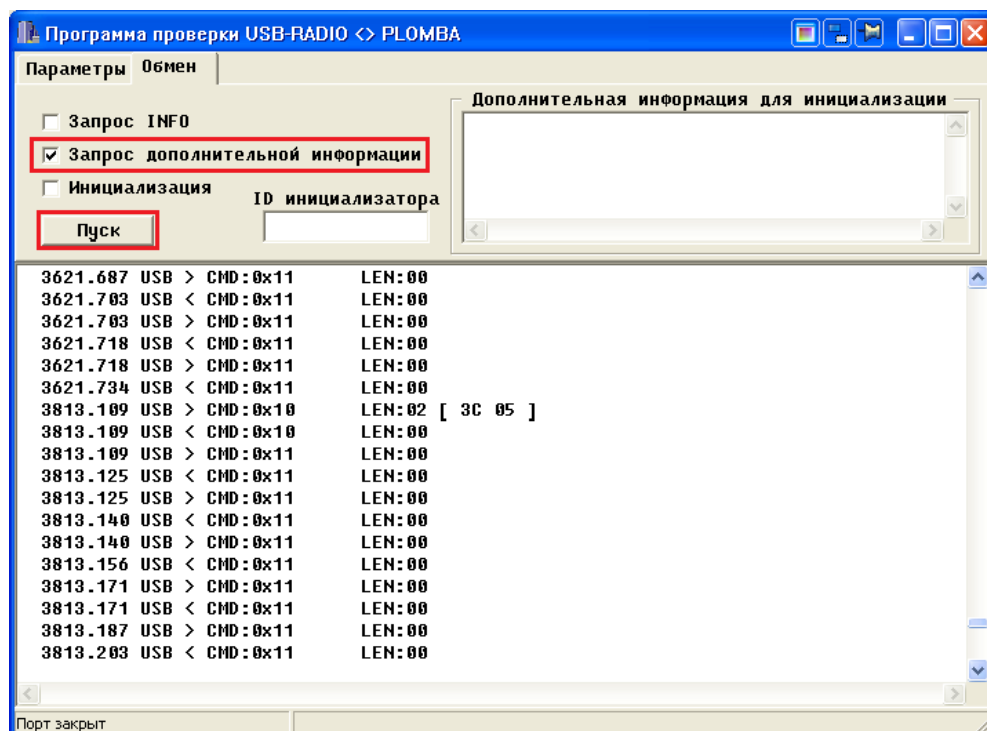 Программа проверки USB-RADIO <> PLOMBA
Параметры Обмен
Запрос INFO
Запрос дополнительной информации
Инициализация
ID инициализатора
Пуск
Дополнительная информация для инициализации
3621.687 USB > CMD:0x11 LEN:00
3621.703 USB < CMD:0x11 LEN:00
3621.703 USB > CMD:0x11 LEN:00
3621.718 USB < CMD:0x11 LEN:00
3621.718 USB > CMD:0x11 LEN:00
3621.734 USB < CMD:0x11 LEN:00
3813.109 USB > CMD:0x10 LEN:02 [ 3C 05 ]
3813.109 USB < CMD:0x10 LEN:00
3813.109 USB > CMD:0x11 LEN:00
3813.125 USB < CMD:0x11 LEN:00
3813.125 USB > CMD:0x11 LEN:00
3813.140 USB < CMD:0x11 LEN:00
3813.140 USB > CMD:0x11 LEN:00
3813.156 USB < CMD:0x11 LEN:00
3813.171 USB > CMD:0x11 LEN:00
3813.171 USB < CMD:0x11 LEN:00
3813.187 USB > CMD:0x11 LEN:00
3813.203 USB < CMD:0x11 LEN:00
Порт закрыт